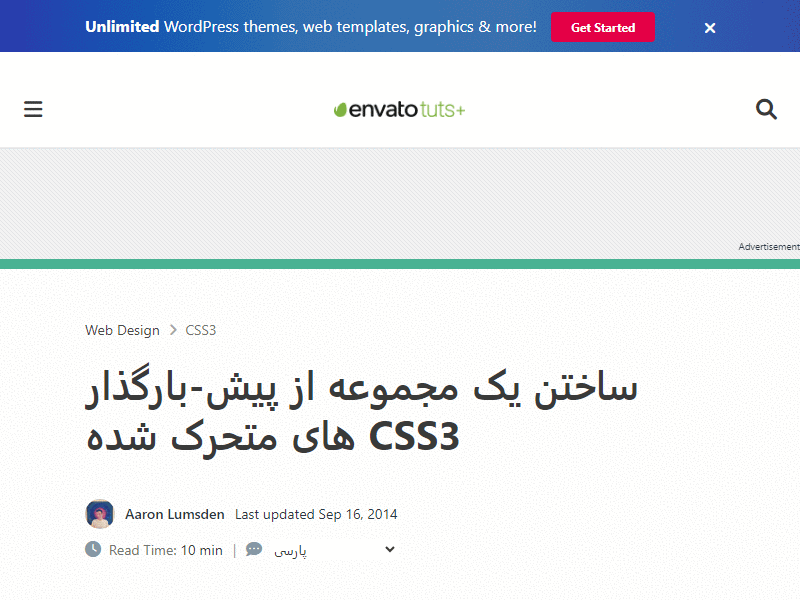 Unlimited WordPress themes, web templates, graphics & more!
Get Started
envato tuts+
Advertisement
Web Design > CSS3
ساختن یک مجموعه از پیش-بارگذار
های متحرک شده CSS3
Aaron Lumsden Last updated Sep 16, 2014
Read Time: 10 min | پارسی